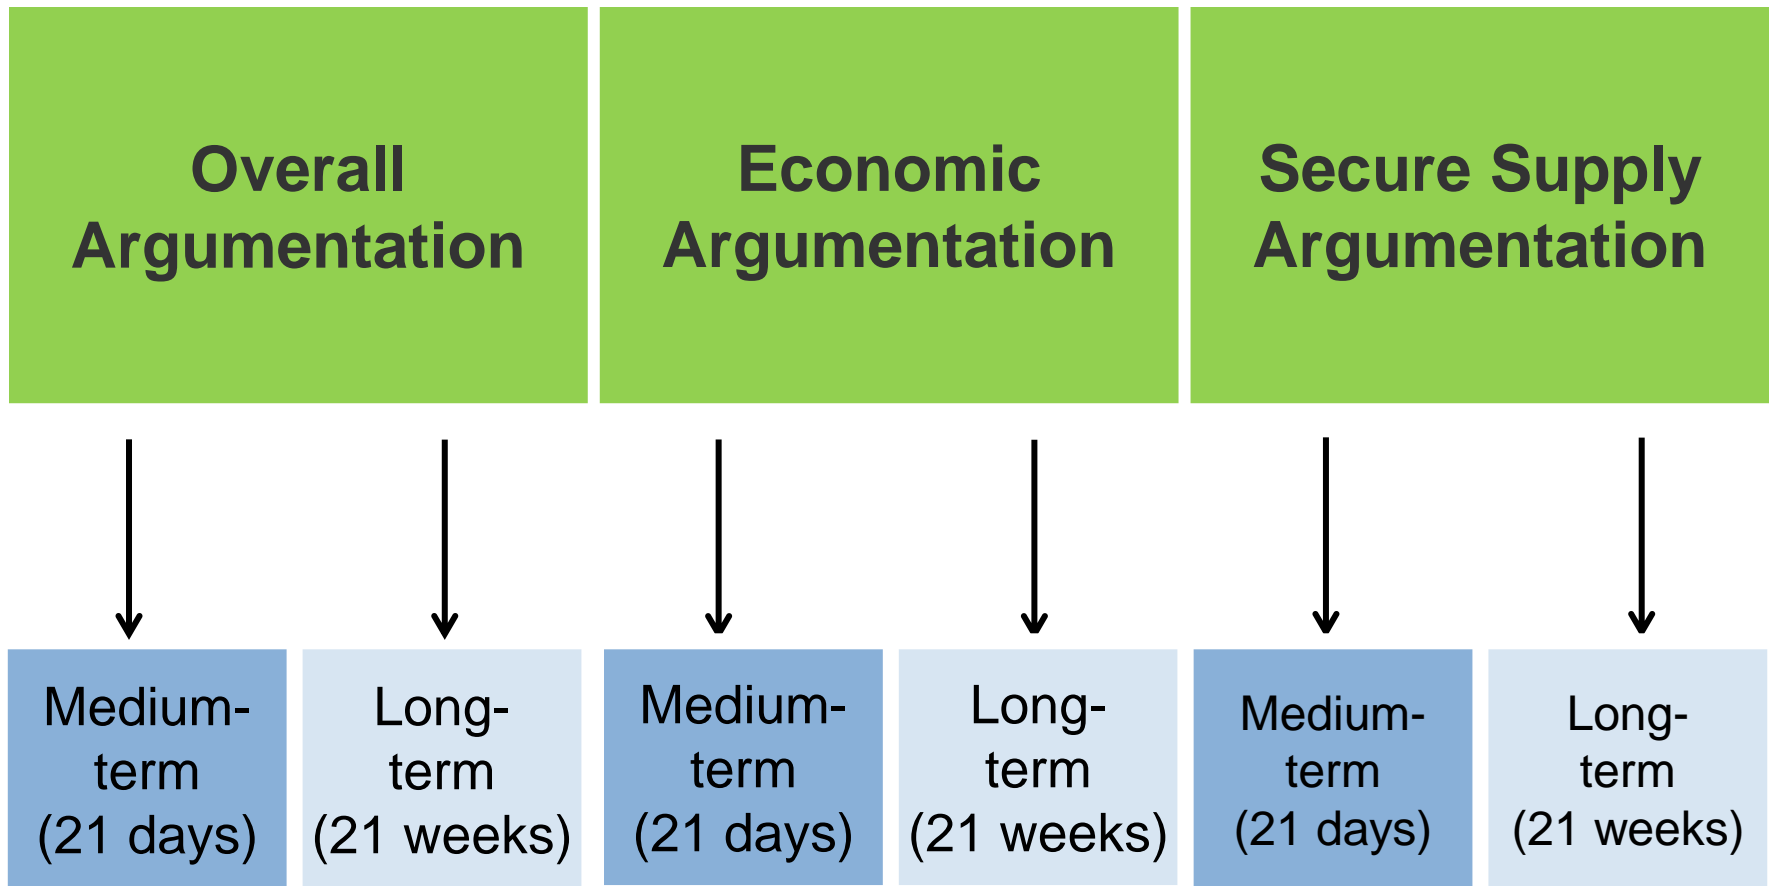 Overall
Argumentation
Economic
Argumentation
Secure Supply
Argumentation
Medium-
term
(21 days)
Long-
term
(21 weeks)
Medium-
term
(21 days)
Long-
term
(21 weeks)
Medium-
term
(21 days)
Long-
term
(21 weeks)